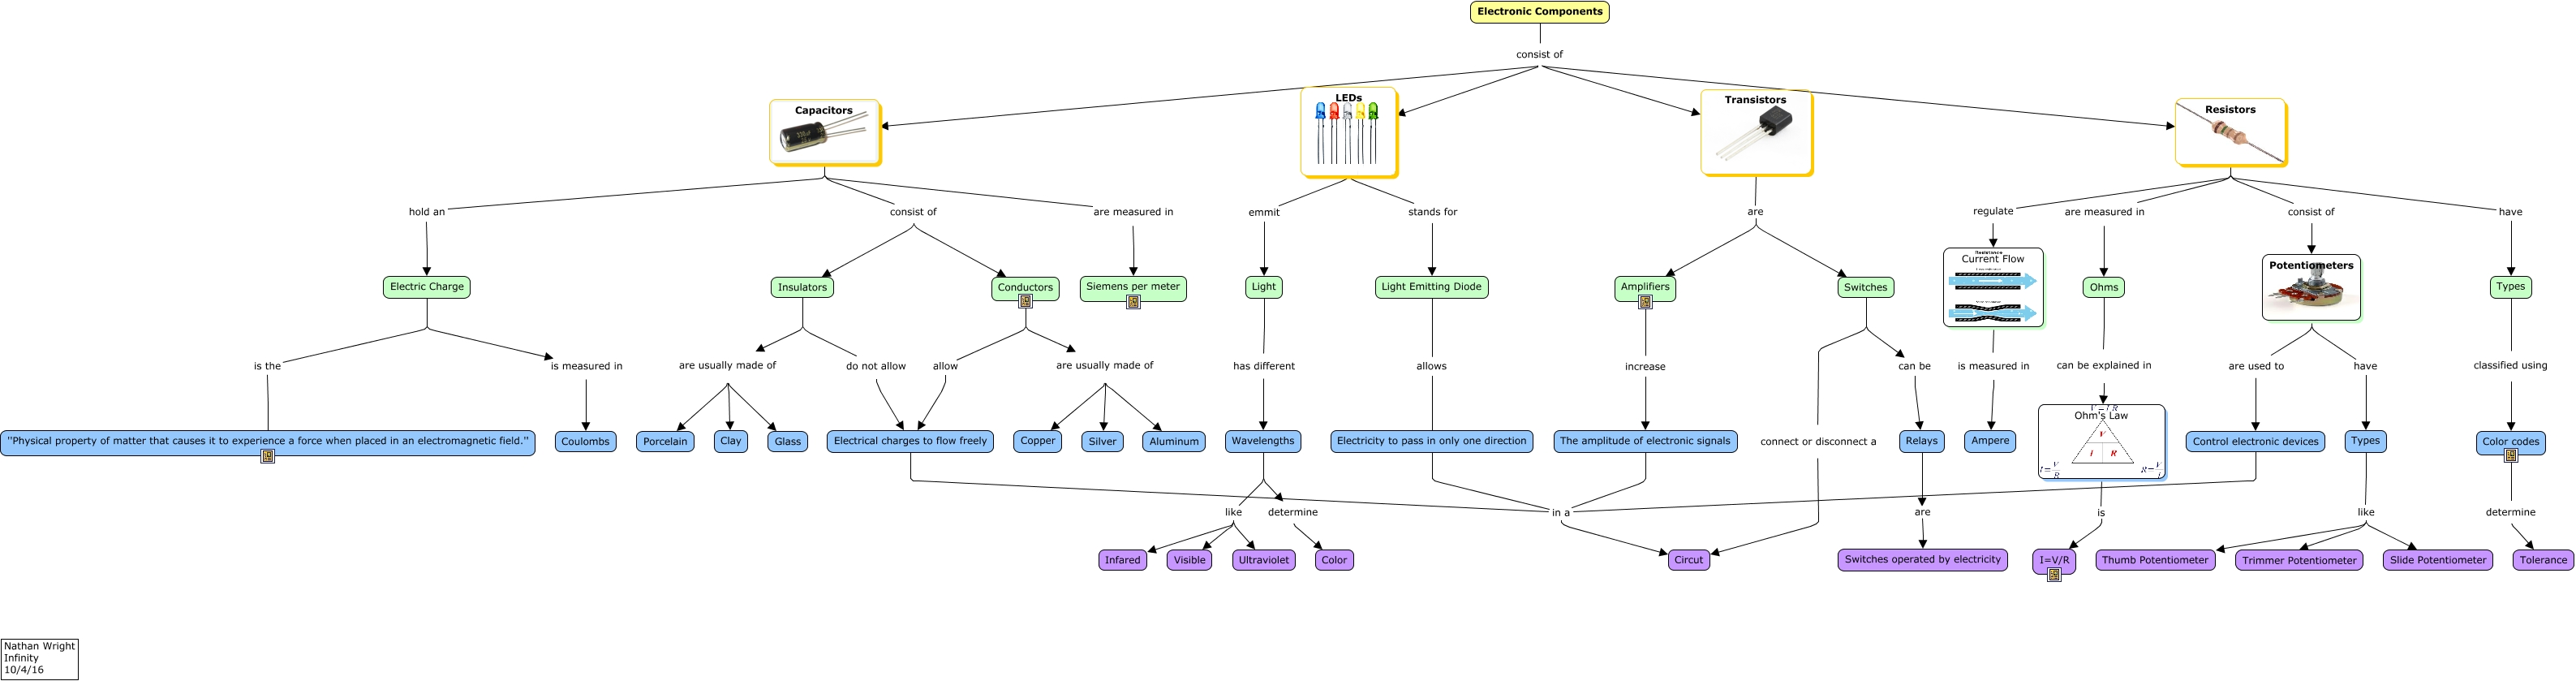 Electronic Components
consist of
Capacitors
LEDs
Transistors
Resistors
hold an
consist of
are measured in
emmit
stands for
are
regulate
are measured in
consist of
have
Electric Charge
Insulators
Conductors
Siemens per meter
Light
Light Emitting Diode
Amplifiers
Switches
Current Flow
Ohms
Potentiometers
Types
is the
is measured in
are usually made of
do not allow
allow
are usually made of
has different
allows
increase
can be
is measured in
can be explained in
are used to
have
classified using
"Physical property of matter that causes it to experience a force when placed in an electromagnetic field."
Coulombs
Porcelain
Clay
Glass
Electrical charges to flow freely
Copper
Silver
Aluminum
Wavelengths
Electricity to pass in only one direction
The amplitude of electronic signals
connect or disconnect a
Relays
Ampere
Ohm's Law
V
I R
I=V/R
R=V/I
Control electronic devices
Types
Color codes
like
determine
in a
are
is
like
determine
Infared
Visible
Ultraviolet
Color
Circut
Switches operated by electricity
I=V/R
Thumb Potentiometer
Trimmer Potentiometer
Slide Potentiometer
Tolerance
Nathan Wright
Infinity
10/4/16